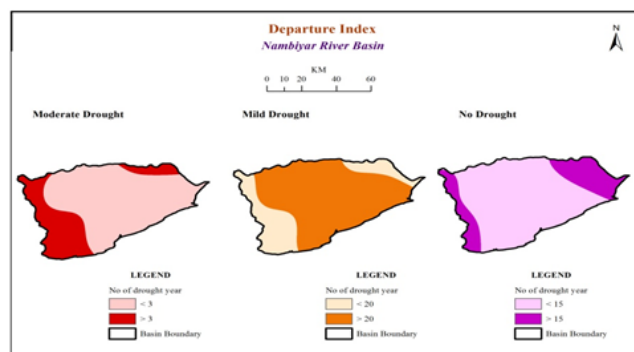 Departure Index
Nambiyar River Basin
N
KM
0 10 20 40 60
Moderate Drought
Mild Drought
No Drought
LEGEND
No of drought year
< 3
> 3
Basin Boundary
LEGEND
No of drought year
< 20
> 20
Basin Boundary
LEGEND
No of drought year
< 15
> 15
Basin Boundary